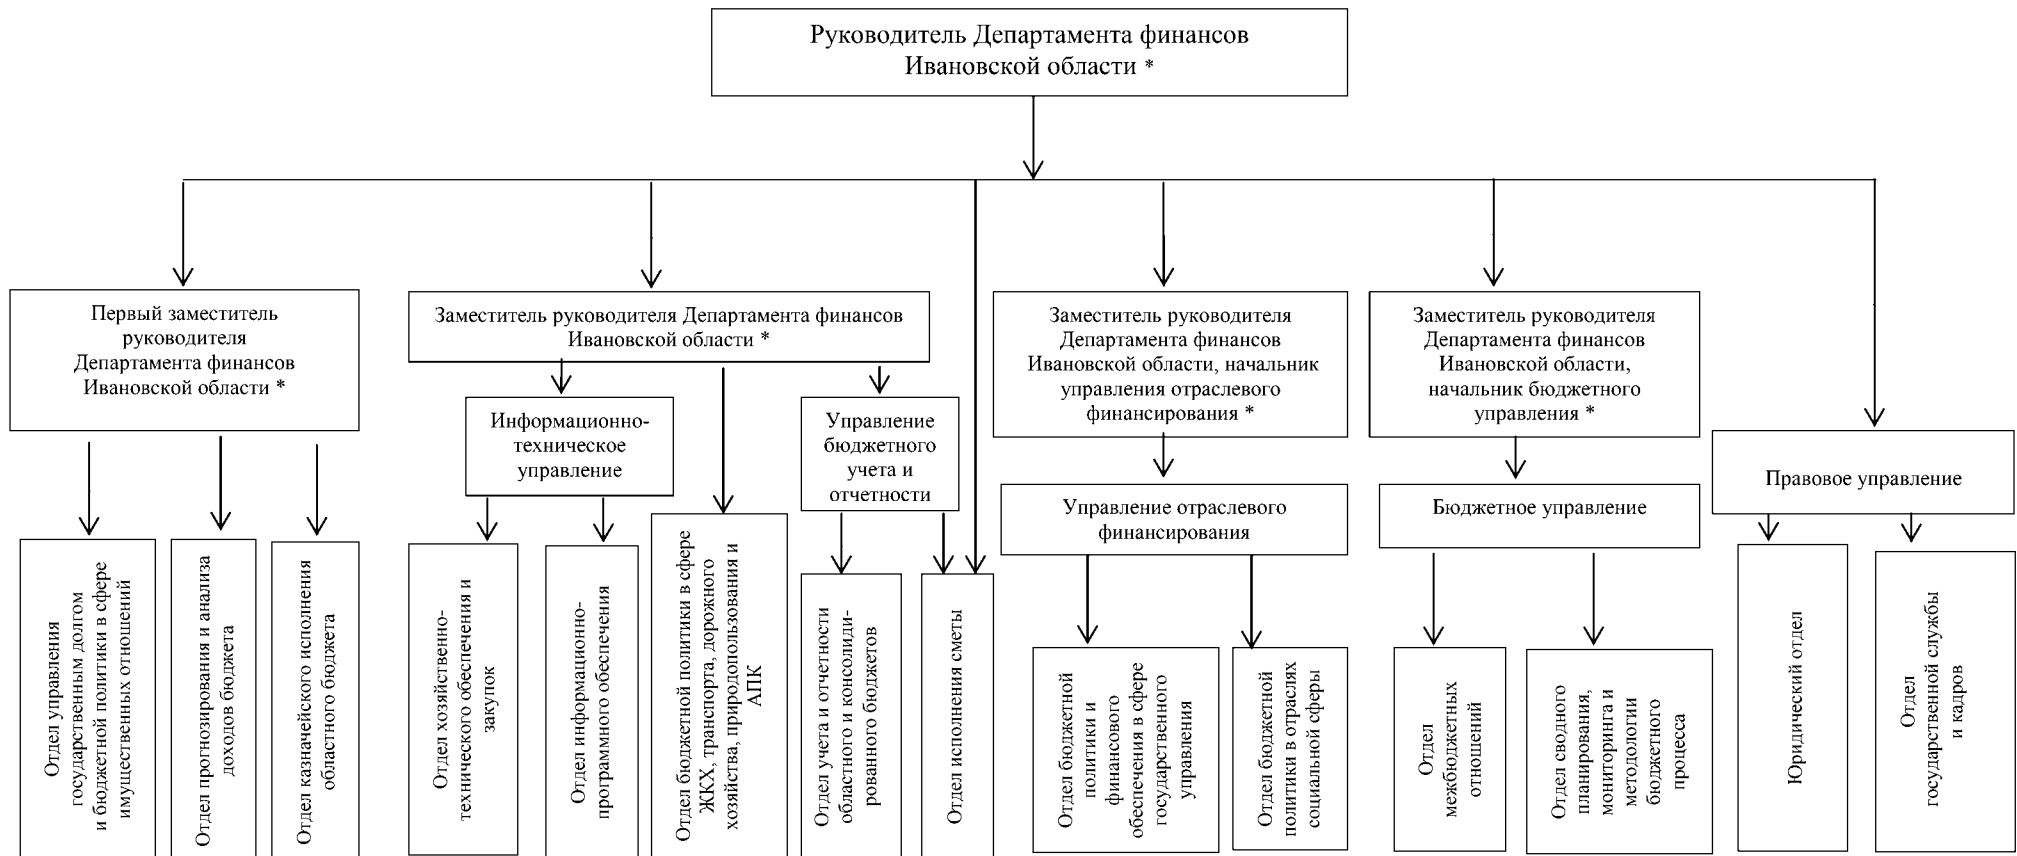 Руководитель Департамента финансов
Ивановской области *
Первый заместитель
руководителя
Департамента финансов
Ивановской области *
Заместитель руководителя Департамента финансов
Ивановской области *
Заместитель руководителя
Департамента финансов
Ивановской области, начальник
управления отраслевого
финансирования *
Заместитель руководителя
Департамента финансов
Ивановской области,
начальник бюджетного
управления *
Информационно-
техническое
управление
Управление
бюджетного
учета и
отчетности
Управление отраслевого
финансирования
Бюджетное управление
Правовое управление
Отдел управления
государственным долгом
и бюджетной политики в сфере
имущественных отношений
Отдел прогнозирования и анализа
доходов бюджета
Отдел казначейского исполнения
областного бюджета
Отдел хозяйственно-
технического обеспечения и
закупок
Отдел информационно-
программного обеспечения
Отдел бюджетной политики в сфере
ЖКХ, транспорта, дорожного
хозяйства, природопользования и
АПК
Отдел учета и отчетности
областного и консолиди-
рованного бюджетов
Отдел исполнения сметы
Отдел бюджетной
политики и
финансового
обеспечения в сфере
государственного
управления
Отдел бюджетной
политики в отраслях
социальной сферы
Отдел
межбюджетных
отношений
Отдел сводного
планирования,
мониторинга и
методологии
бюджетного
процесса
Юридический отдел
Отдел
государственной службы
и кадров